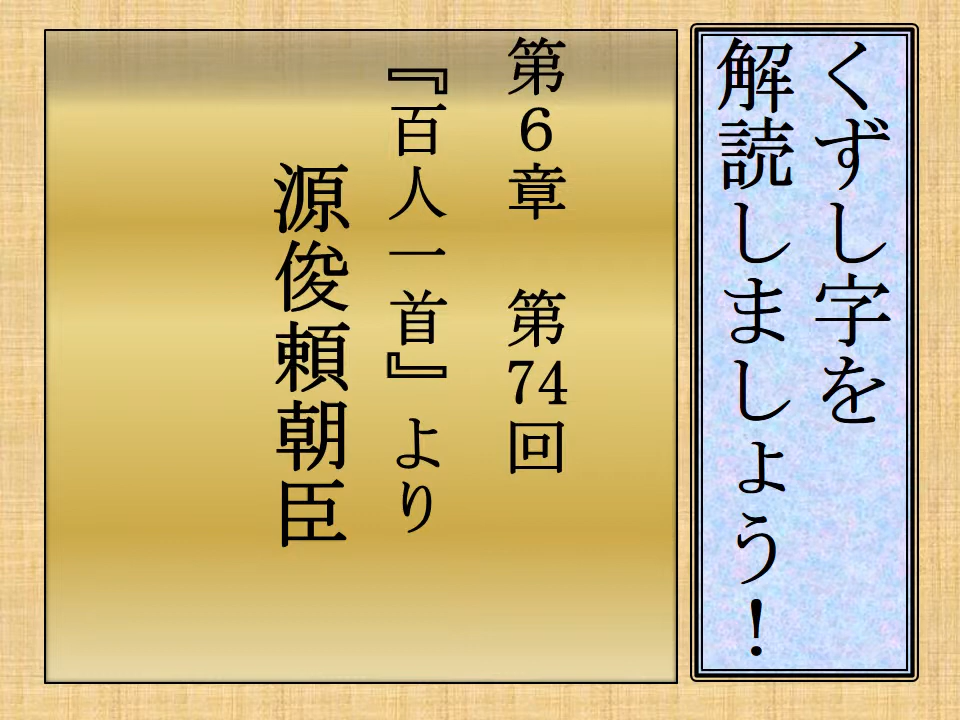 くずし字を
解読しましょう！
第６章　第74回
『百人一首』より
源俊頼朝臣